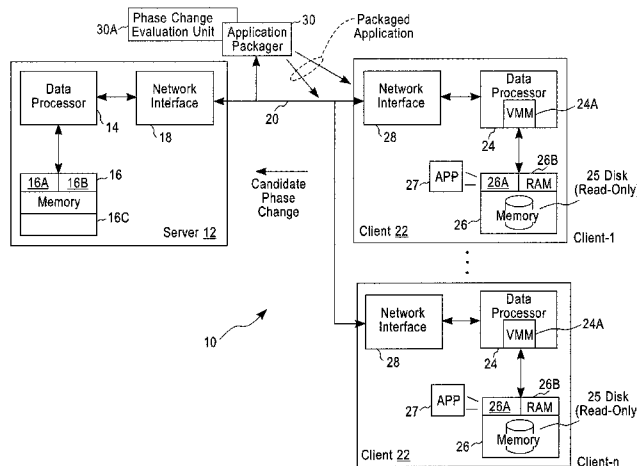 30A
Phase Change
Evaluation Unit
30
Application
Packager
Packaged
Application
Data
Processor
14
Network
Interface
18
20
16A
16B
16
Memory
16C
Server 12
Candidate
Phase
Change
10
Network
Interface
28
Data
Processor
VMM
24A
24
26B
27
APP
26A
RAM
25 Disk
(Read-Only)
26
Memory
Client 22
Client-1
Network
Interface
28
Data
Processor
VMM
24A
24
26B
27
APP
26A
RAM
25 Disk
(Read-Only)
26
Memory
Client 22
Client-n